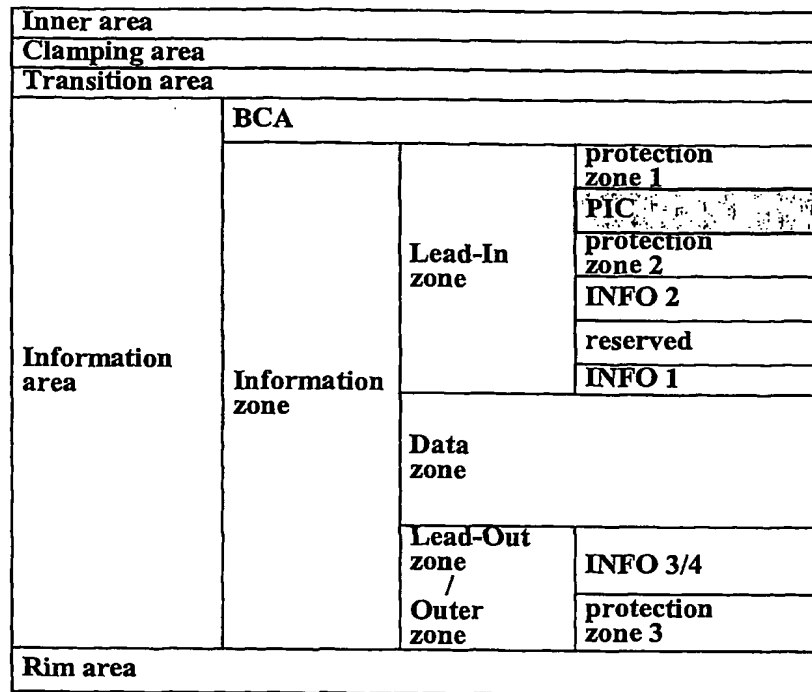 Inner area
Clamping area
Transition area
BCA
Information
area
Information
zone
Lead-In
zone
protection
zone 1
PIC
protection
zone 2
INFO 2
reserved
INFO 1
Data
zone
Lead-Out
zone
/
Outer
zone
INFO 3/4
protection
zone 3
Rim area